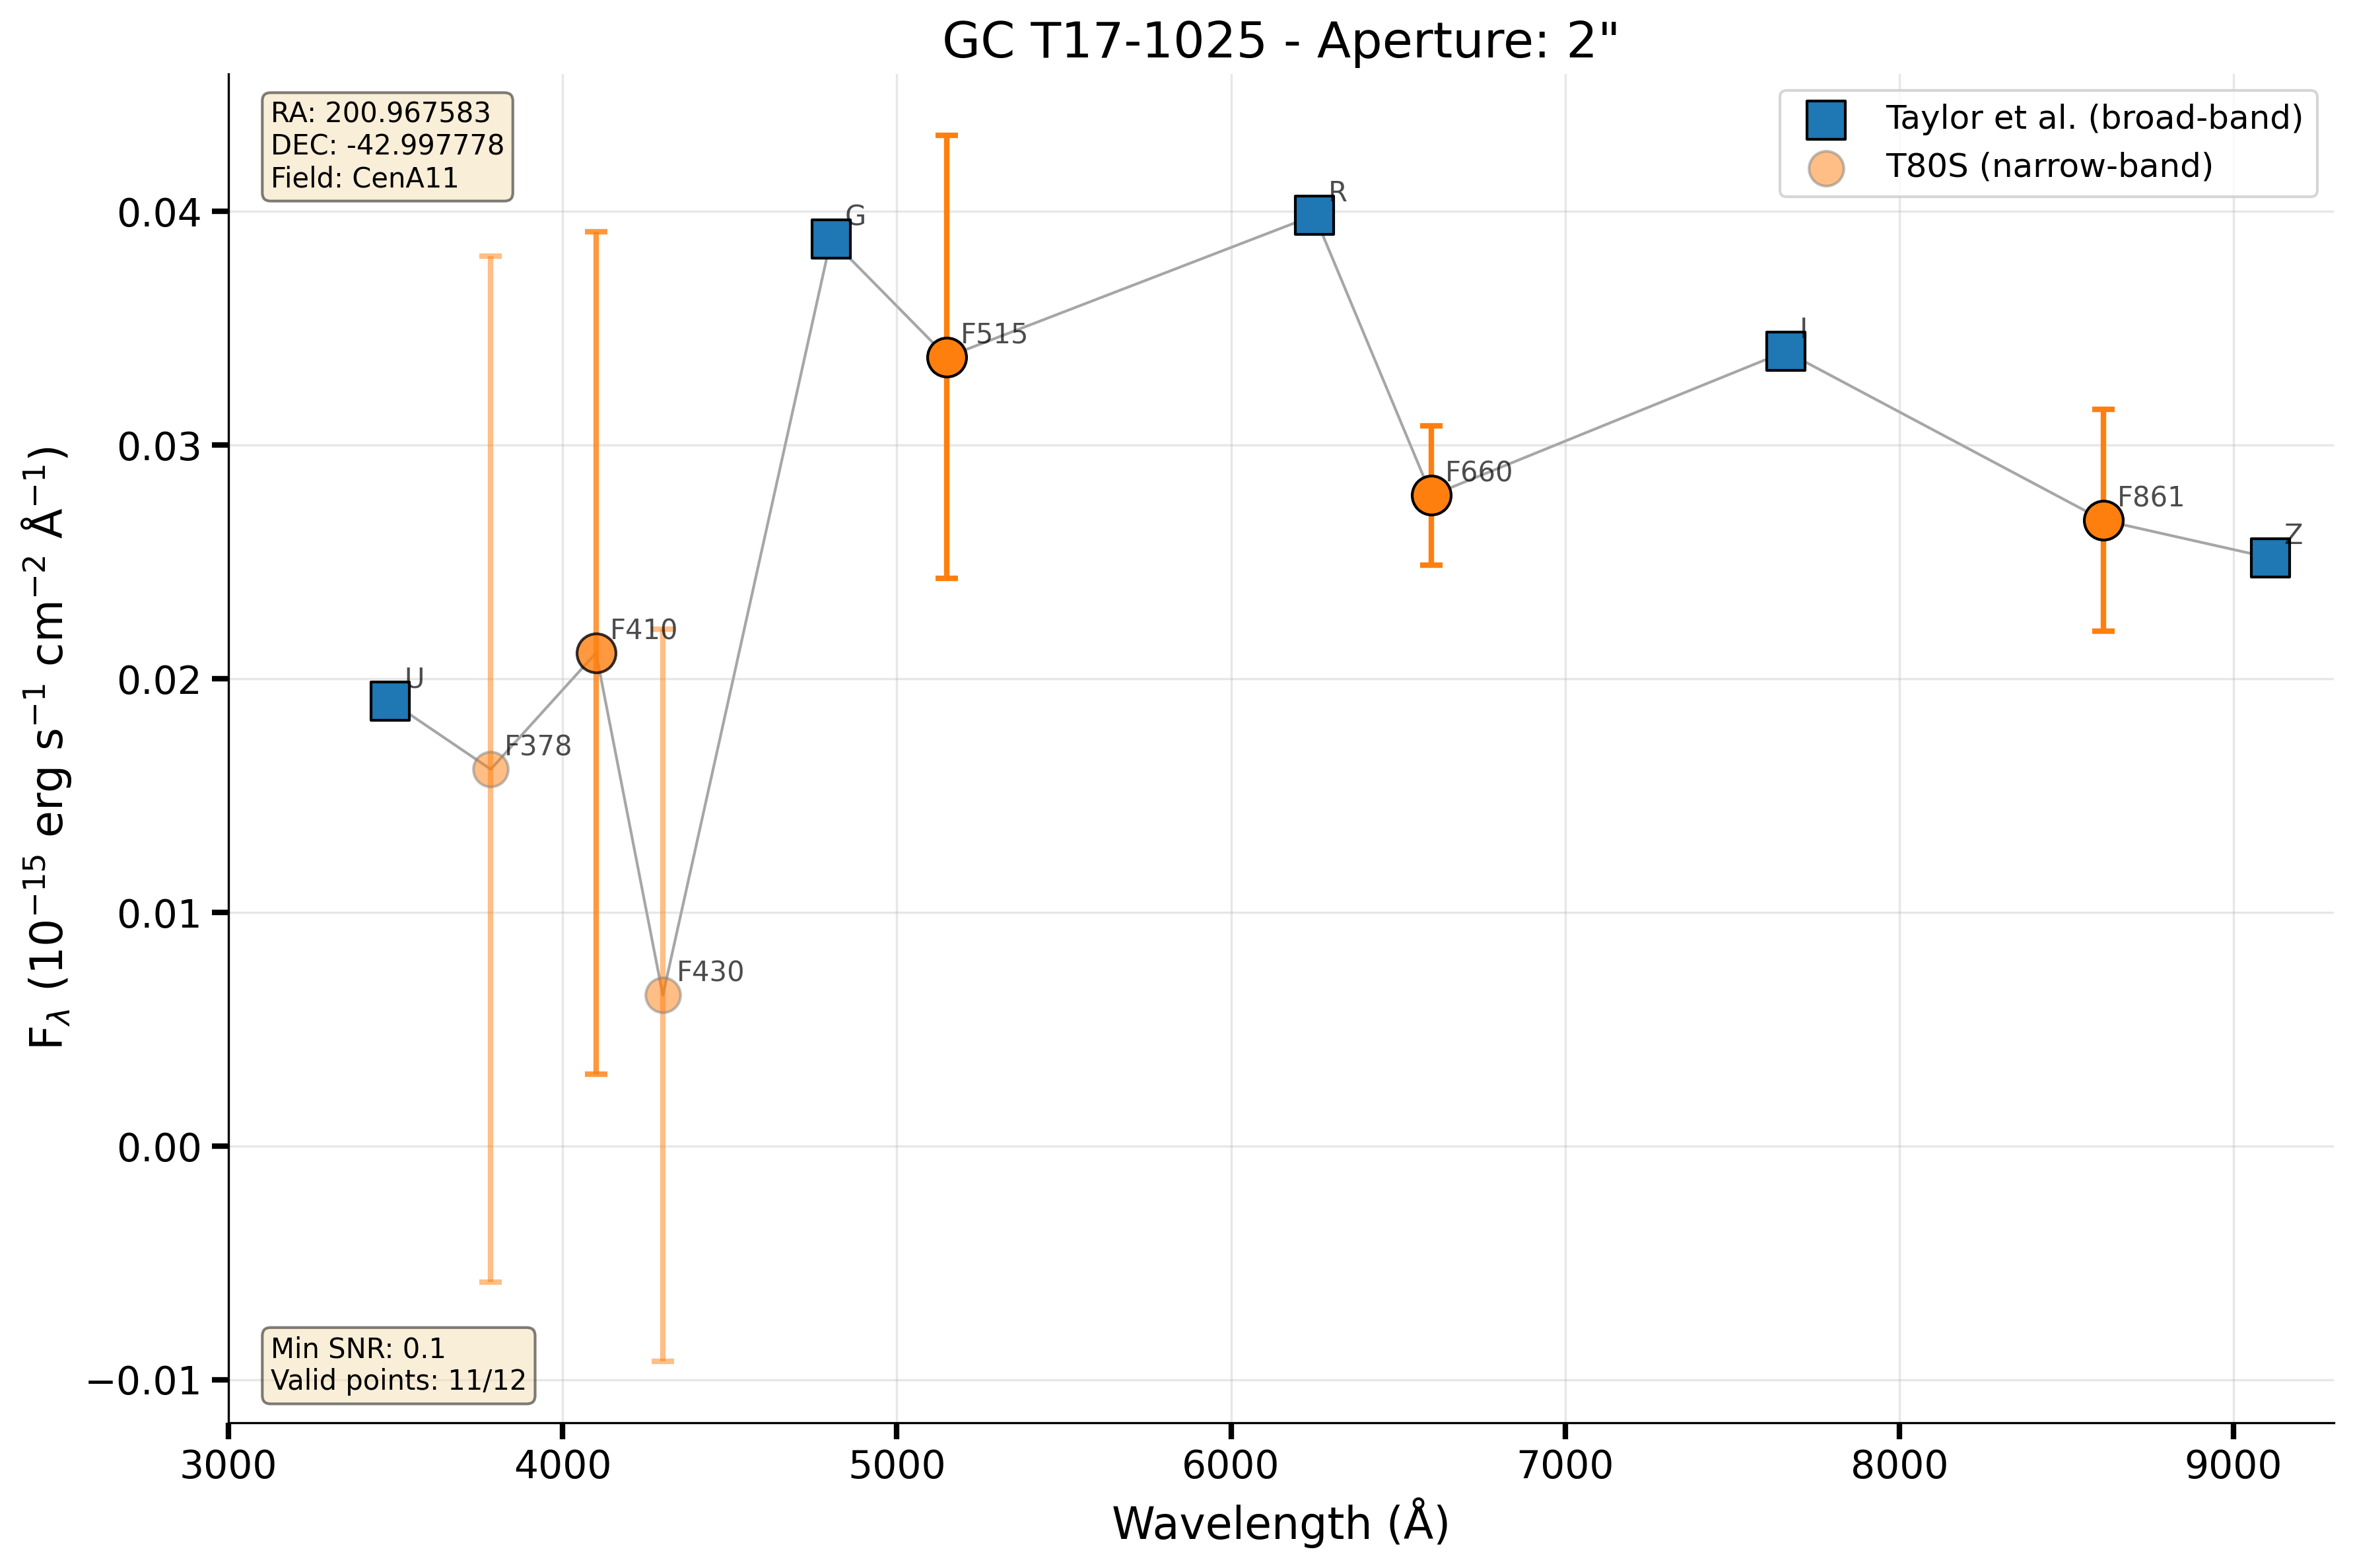 GC T17-1025 - Aperture: 2"
RA: 200.967583
DEC: -42.997778
Field: CenA11
Taylor et al. (broad-band)
T80S (narrow-band)
F_λ (10^−15 erg s^−1 cm^−2 Å^−1)
0.04
0.03
0.02
0.01
0.00
−0.01
U
F378
F410
F430
G
F515
R
F660
I
F861
Z
Min SNR: 0.1
Valid points: 11/12
3000 4000 5000 6000 7000 8000 9000
Wavelength (Å)